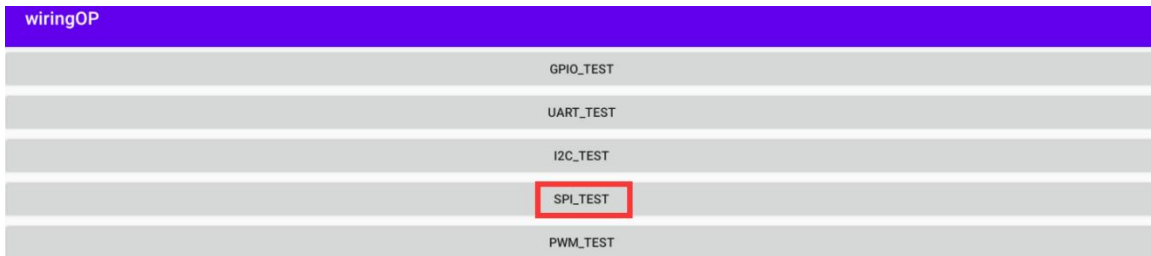 wiringOP
GPIO_TEST
UART_TEST
I2C_TEST
SPI_TEST
PWM_TEST